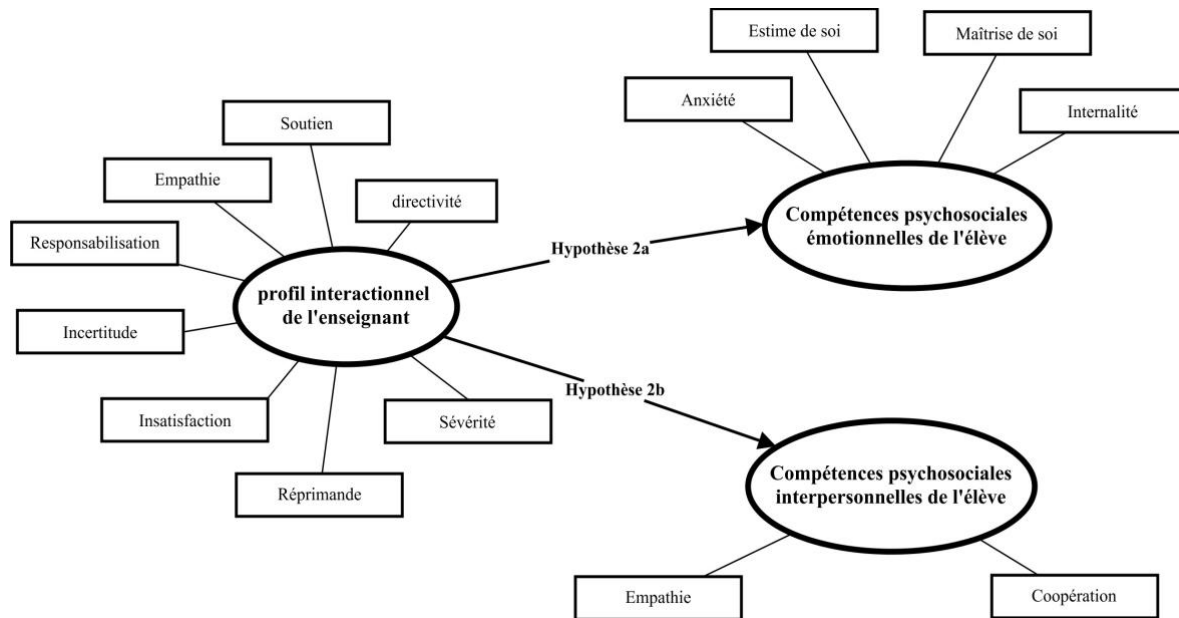 Estime de soi
Maîtrise de soi
Anxiété
Internalité
Soutien
Empathie
directivité
Responsabilisation
Compétences psychosociales
émotionnelles de l'élève
Hypothèse 2a
profil interactionnel
de l'enseignant
Incertitude
Hypothèse 2b
Insatisfaction
Sévérité
Réprimande
Compétences psychosociales
interpersonnelles de l'élève
Empathie
Coopération